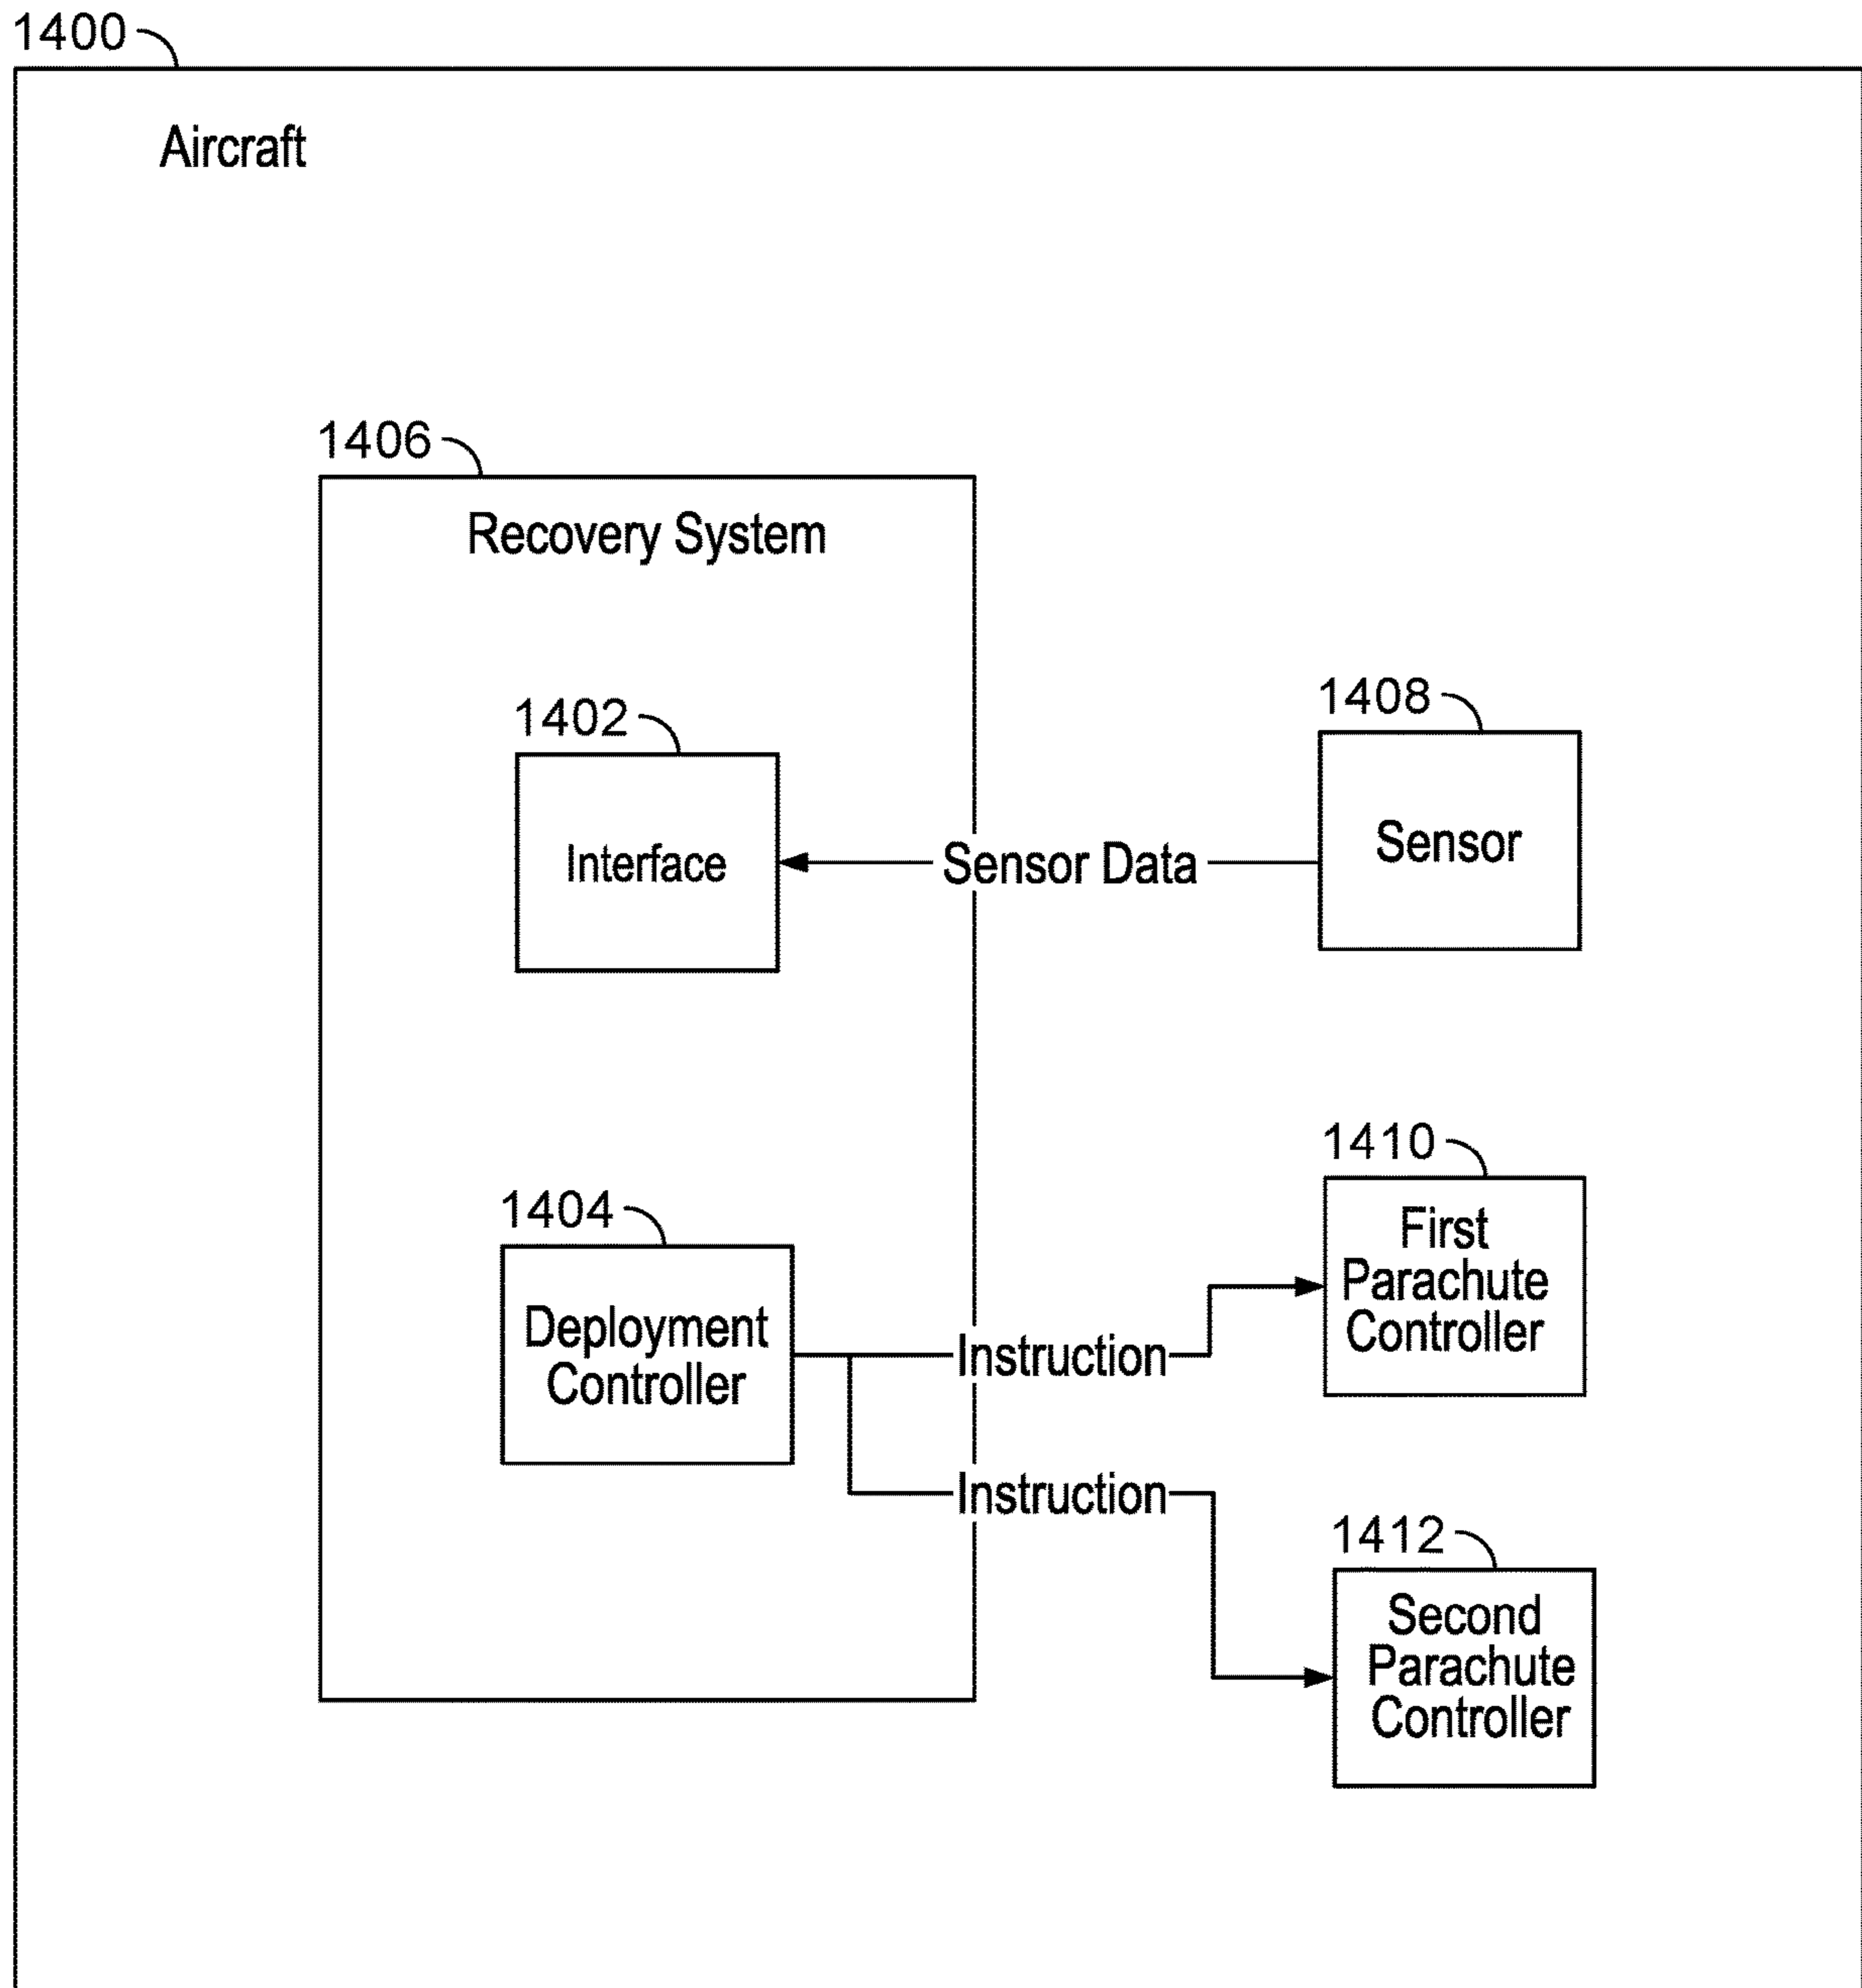 1400
Aircraft
1406
Recovery System
1402
Interface
Sensor Data
1408
Sensor
1404
Deployment
Controller
Instruction
Instruction
1410
First
Parachute
Controller
1412
Second
Parachute
Controller